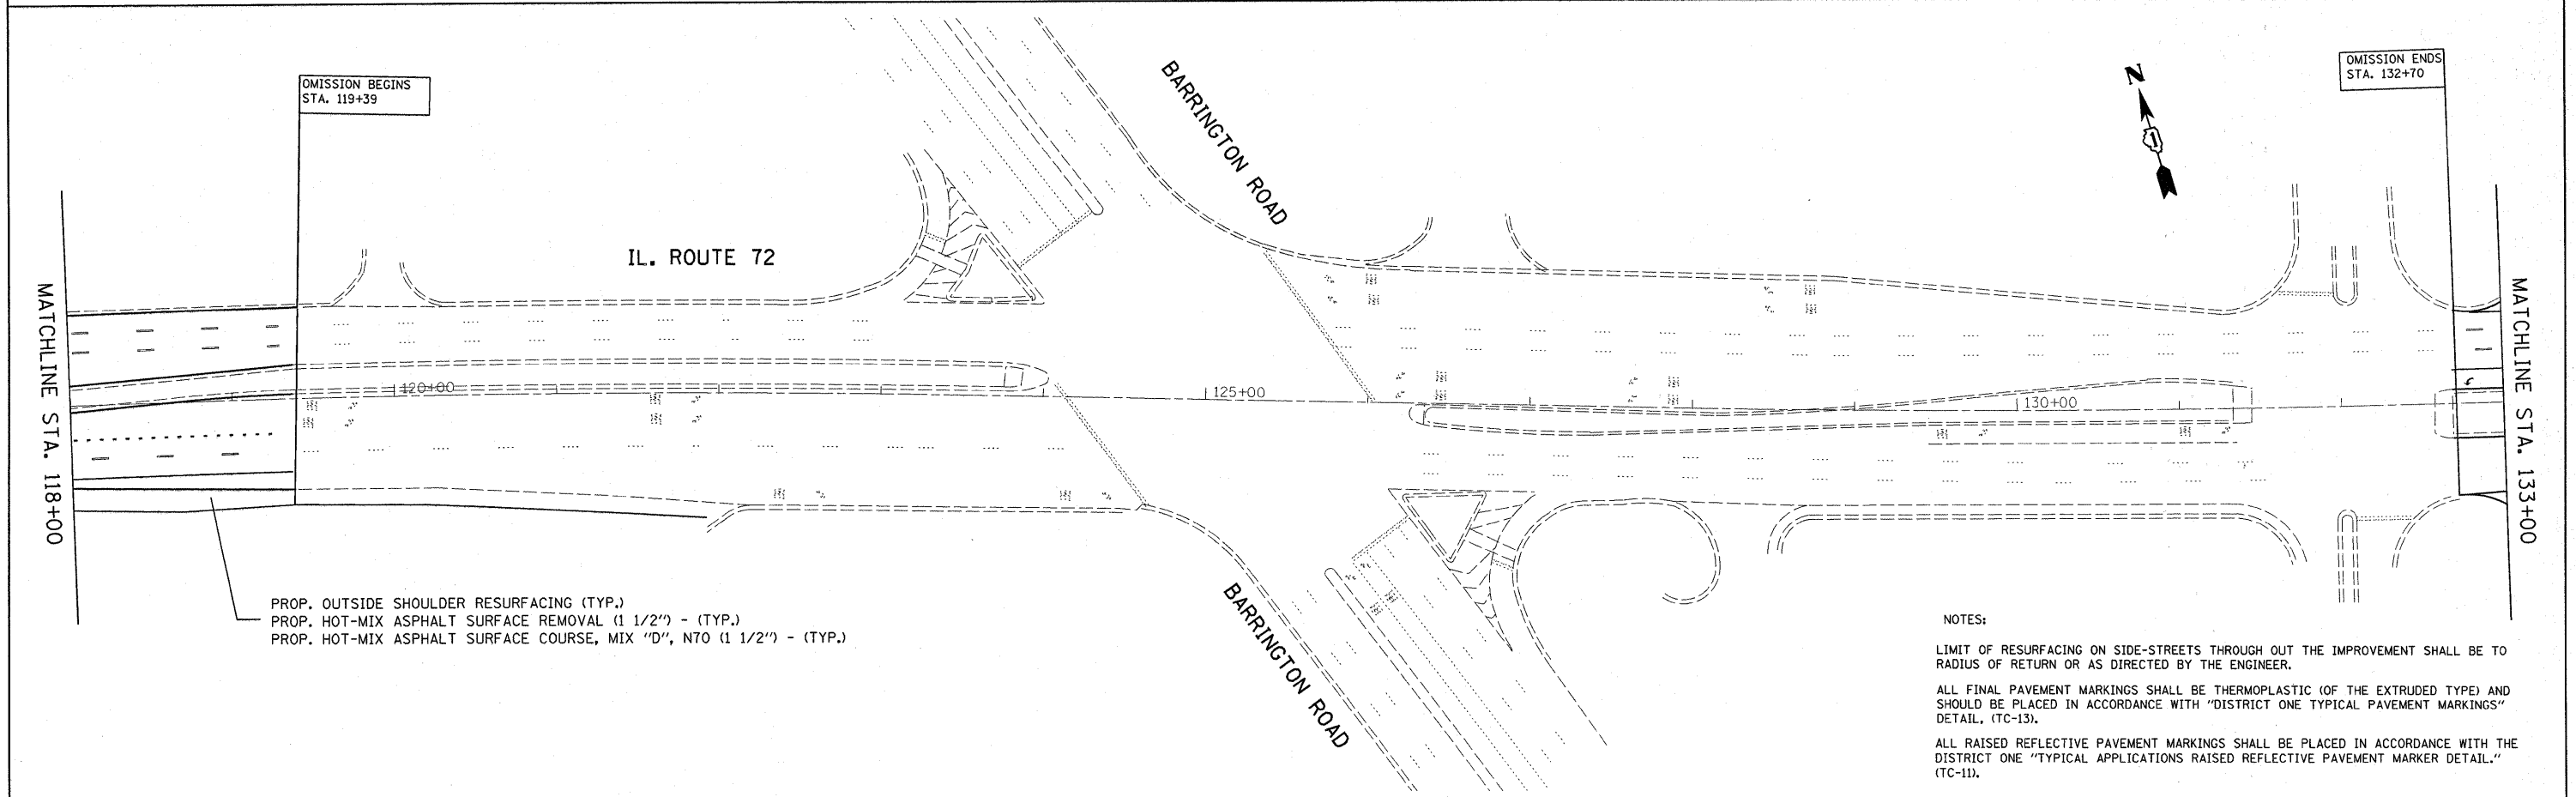 OMISSION BEGINS
STA. 119+39
BARRINGTON ROAD
N
OMISSION ENDS
STA. 132+70
IL. ROUTE 72
MATCHLINE STA. 118+00
120+00
125+00
130+00
MATCHLINE STA. 133+00
PROP. OUTSIDE SHOULDER RESURFACING (TYP.)
PROP. HOT-MIX ASPHALT SURFACE REMOVAL (1 1/2") - (TYP.)
PROP. HOT-MIX ASPHALT SURFACE COURSE, MIX "D", N70 (1 1/2") - (TYP.)
BARRINGTON ROAD
NOTES:
LIMIT OF RESURFACING ON SIDE-STREETS THROUGH OUT THE IMPROVEMENT SHALL BE TO
RADIUS OF RETURN OR AS DIRECTED BY THE ENGINEER.
ALL FINAL PAVEMENT MARKINGS SHALL BE THERMOPLASTIC (OF THE EXTRUDED TYPE) AND
SHOULD BE PLACED IN ACCORDANCE WITH "DISTRICT ONE TYPICAL PAVEMENT MARKINGS"
DETAIL, (TC-13).
ALL RAISED REFLECTIVE PAVEMENT MARKINGS SHALL BE PLACED IN ACCORDANCE WITH THE
DISTRICT ONE "TYPICAL APPLICATIONS RAISED REFLECTIVE PAVEMENT MARKER DETAIL."
(TC-11).